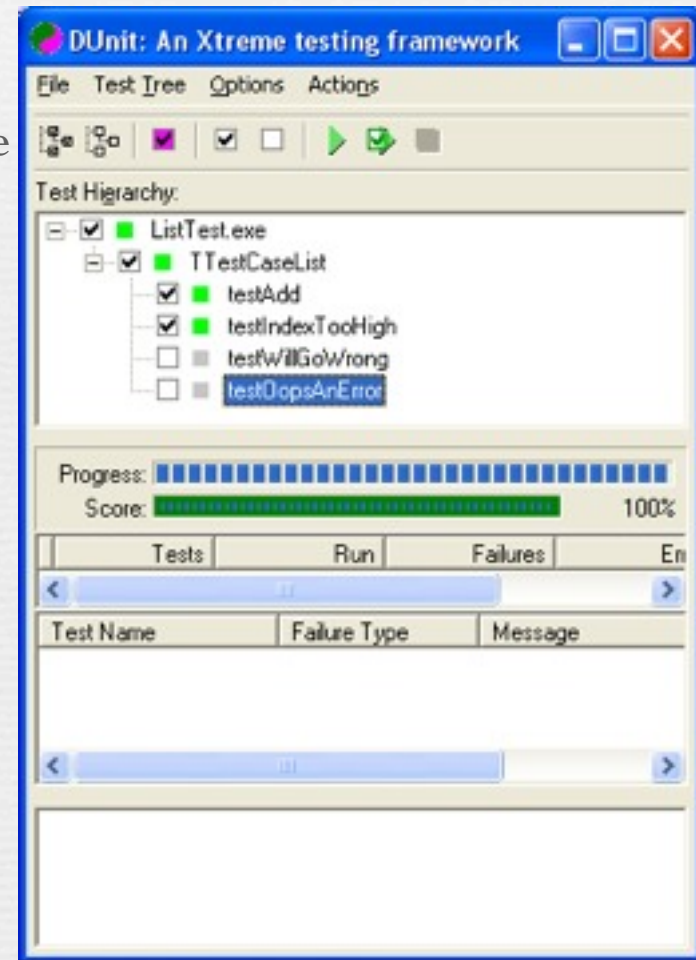 DUnit: An Xtreme testing framework
File Test Tree Options Actions
e
Test Hierarchy:
ListTest.exe
TTestCaseList
testAdd
testIndexTooHigh
testWillGoWrong
testOopsAnError
Progress:
Score: 100%
Tests Run Failures Err
Test Name Failure Type Message